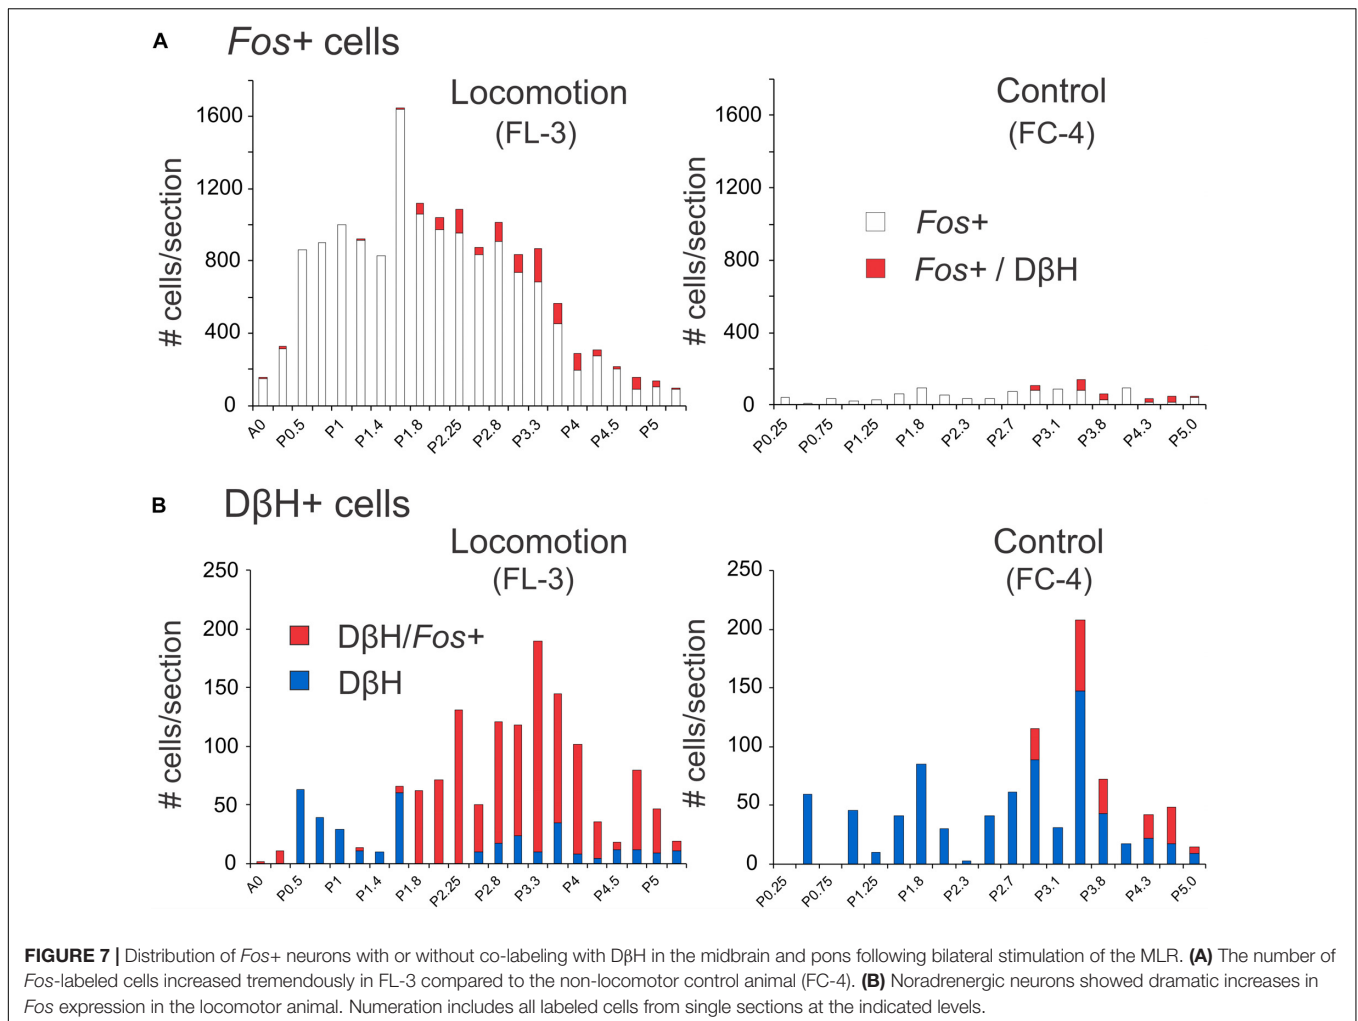 A
Fos+ cells
Locomotion
(FL-3)
# cells/section
1600
1200
800
400
0
A0
P0.5
P1
P1.4
P1.8
P2.25
P2.8
P3.3
P4
P4.5
P5
Control
(FC-4)
# cells/section
1600
1200
800
400
0
Fos+
Fos+ / DβH
P0.25
P0.75
P1.25
P1.8
P2.3
P2.7
P3.1
P3.8
P4.3
P5.0
B
DβH+ cells
Locomotion
(FL-3)
# cells/section
250
200
150
100
50
0
DβH/Fos+
DβH
A0
P0.5
P1
P1.4
P1.8
P2.25
P2.8
P3.3
P4
P4.5
P5
Control
(FC-4)
# cells/section
250
200
150
100
50
0
P0.25
P0.75
P1.25
P1.8
P2.3
P2.7
P3.1
P3.8
P4.3
P5.0
FIGURE 7 | Distribution of Fos+ neurons with or without co-labeling with DβH in the midbrain and pons following bilateral stimulation of the MLR. (A) The number of
Fos-labeled cells increased tremendously in FL-3 compared to the non-locomotor control animal (FC-4). (B) Noradrenergic neurons showed dramatic increases in
Fos expression in the locomotor animal. Numeration includes all labeled cells from single sections at the indicated levels.